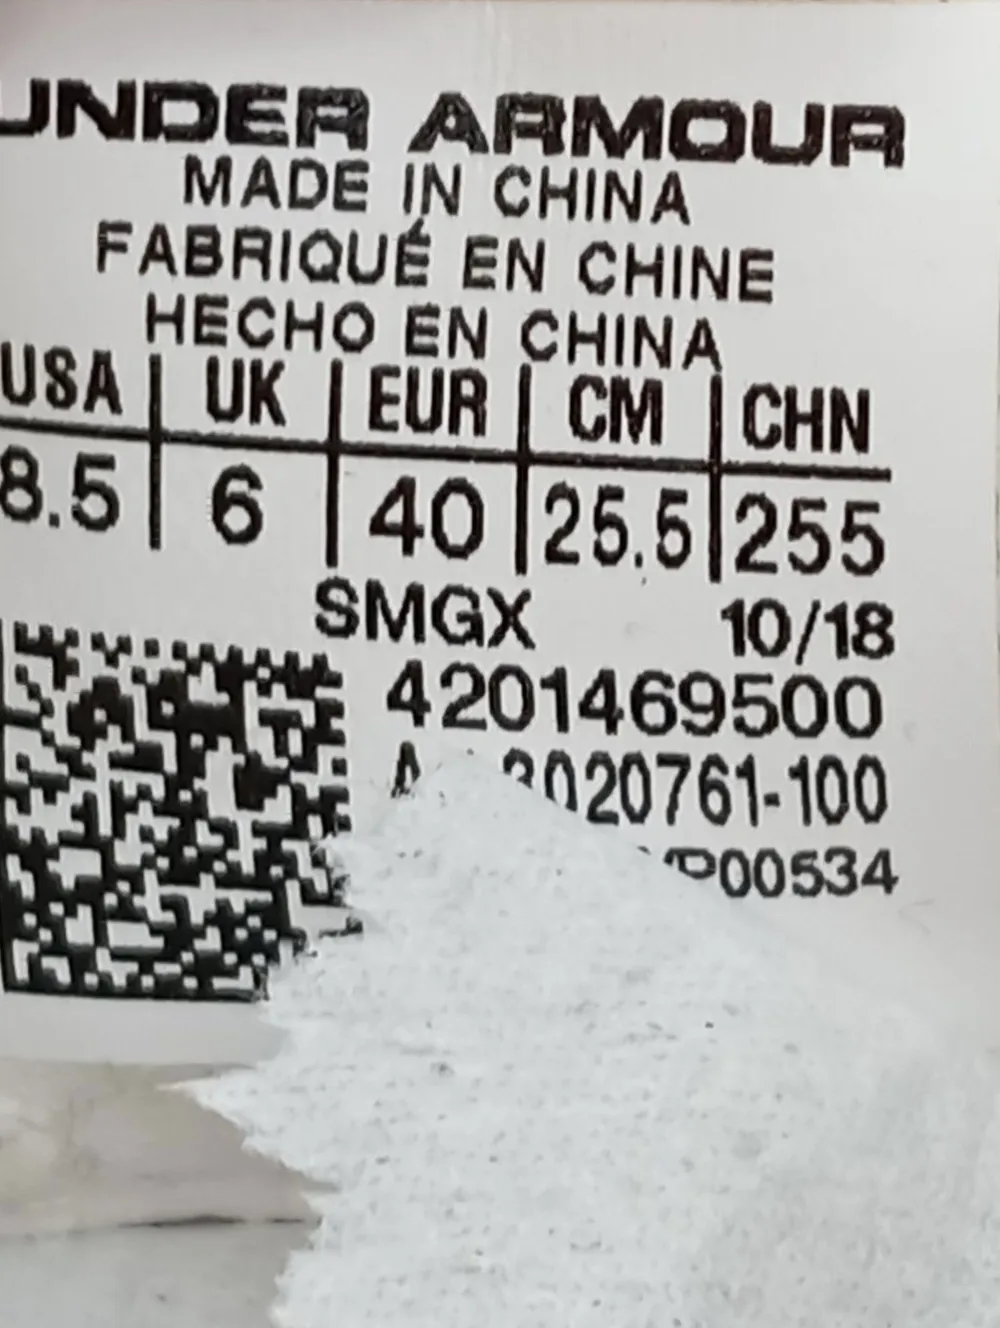 UNDER ARMOUR
MADE IN CHINA
FABRIQUÉ EN CHINE
HECHO EN CHINA
USA UK EUR CM CHN
8.5 6 40 25.5 255
SMGX 10/18
4201469500
3020761-100